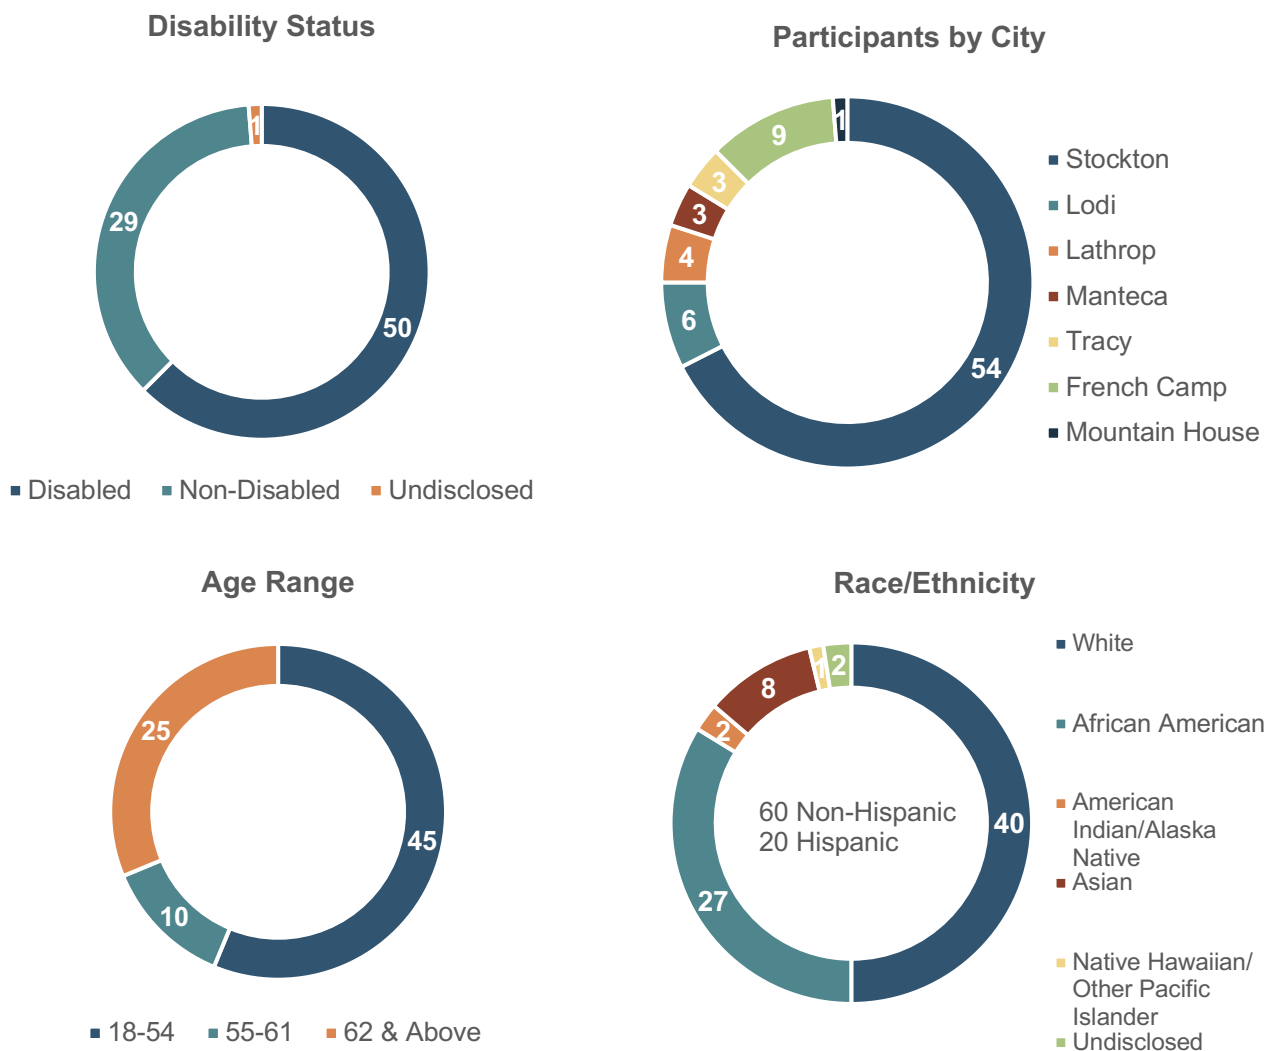 Disability Status
1
29
50
Disabled
Non-Disabled
Undisclosed
Participants by City
1
9
3
3
4
6
54
Stockton
Lodi
Lathrop
Manteca
Tracy
French Camp
Mountain House
Age Range
25
45
10
18-54
55-61
62 & Above
Race/Ethnicity
1
2
8
2
40
27
60 Non-Hispanic
20 Hispanic
White
African American
American
Indian/Alaska
Native
Asian
Native Hawaiian/
Other Pacific
Islander
Undisclosed